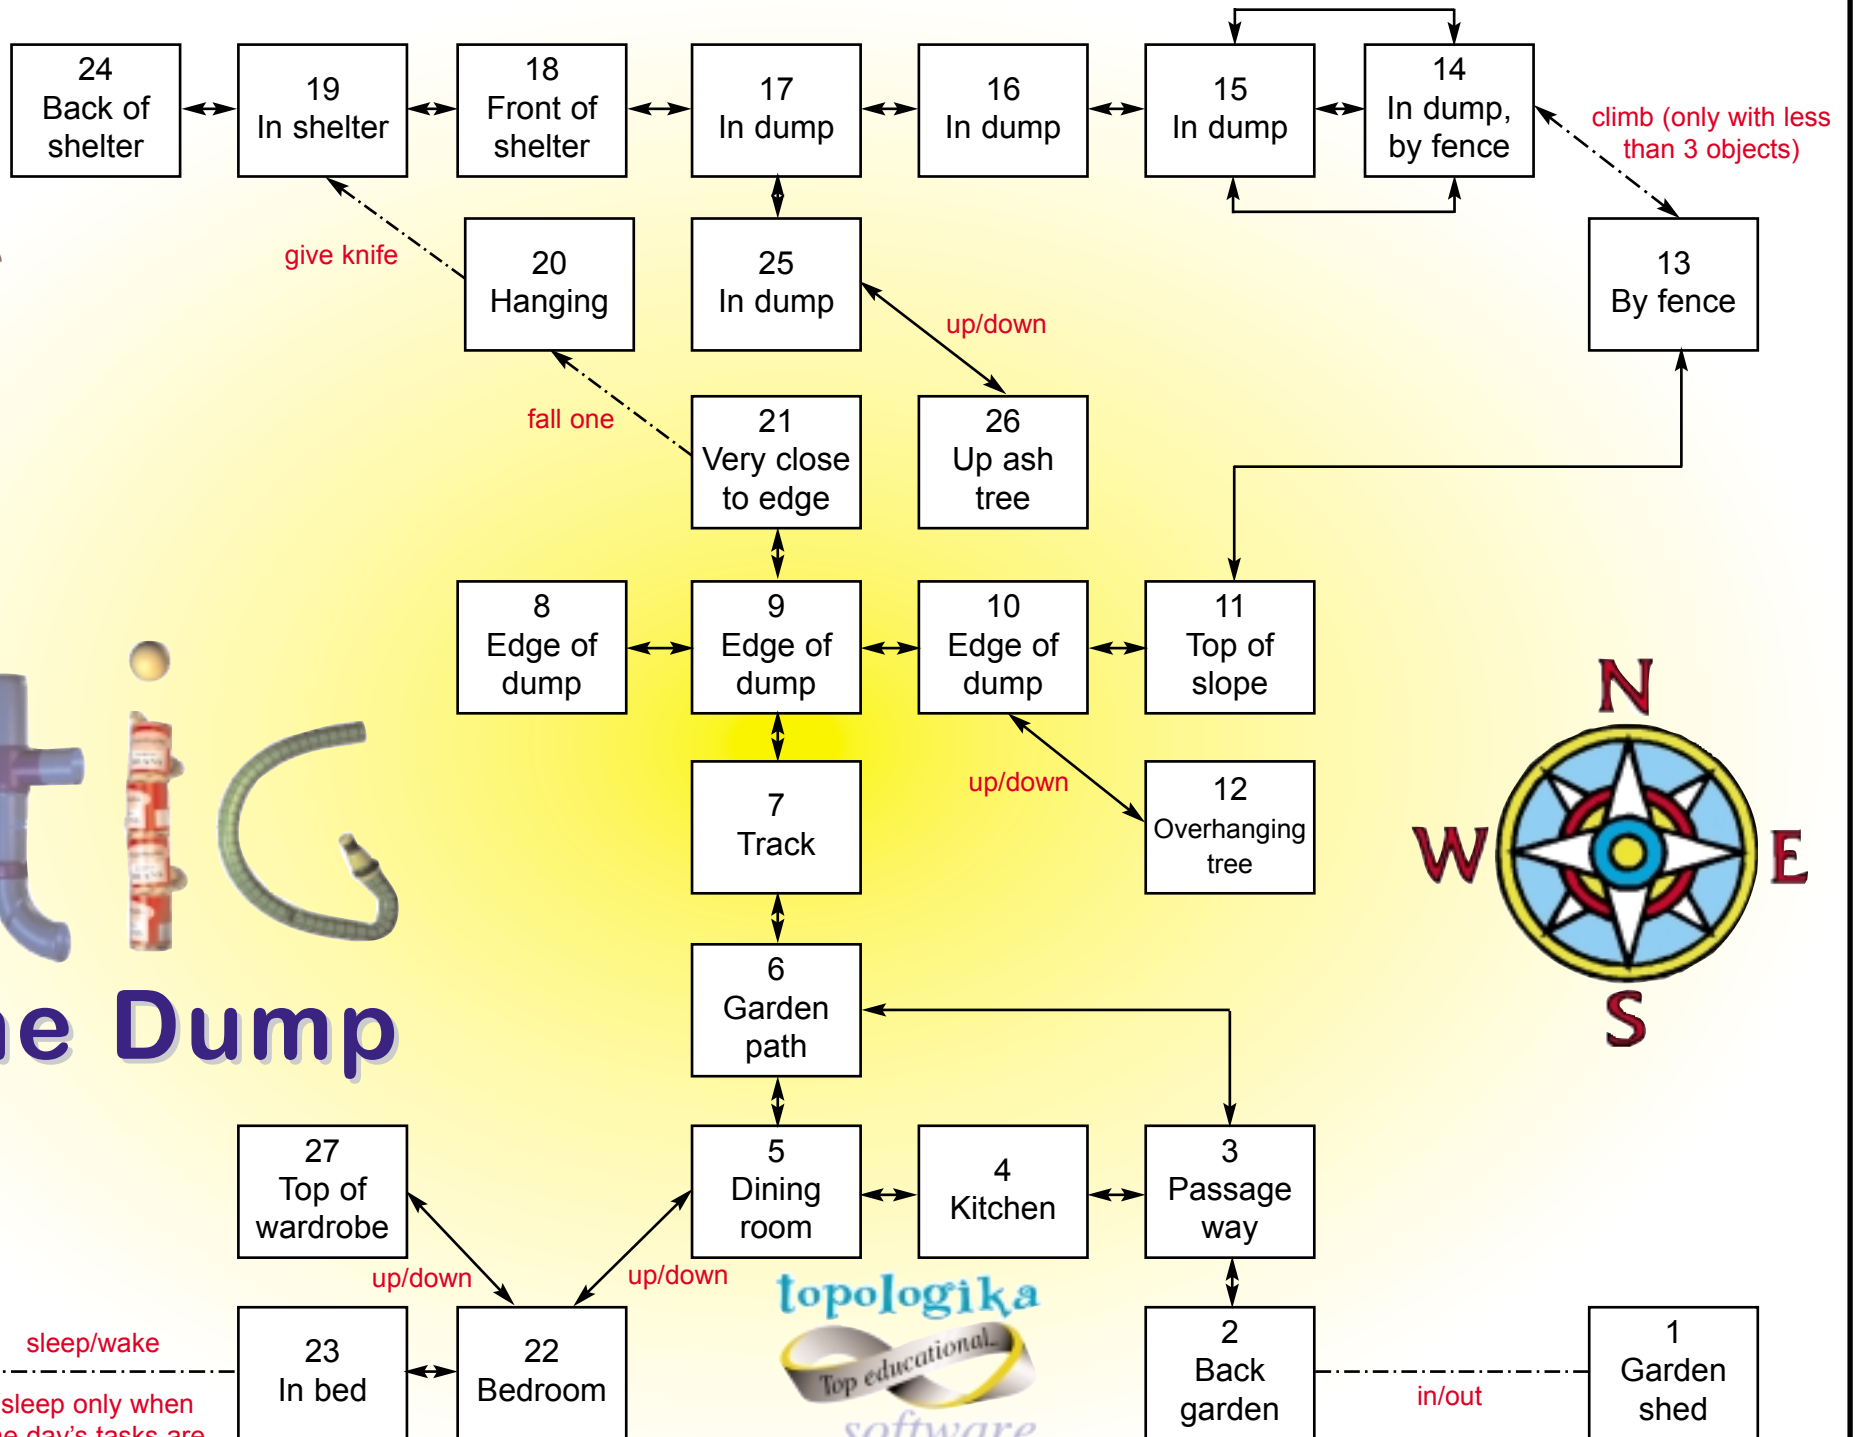 24
Back of
shelter
19
In shelter
18
Front of
shelter
17
In dump
16
In dump
15
In dump
14
In dump,
by fence
climb (only with less
than 3 objects)
give knife
20
Hanging
25
In dump
13
By fence
up/down
fall one
21
Very close
to edge
26
Up ash
tree
8
Edge of
dump
9
Edge of
dump
10
Edge of
dump
11
Top of
slope
N
W
E
S
tic
7
Track
up/down
12
Overhanging
tree
6
Garden
path
Dump
27
Top of
wardrobe
5
Dining
room
4
Kitchen
3
Passage
way
up/down
up/down
topologika
Top educational
software
sleep/wake
sleep only when
day's tasks are
23
In bed
22
Bedroom
2
Back
garden
in/out
1
Garden
shed